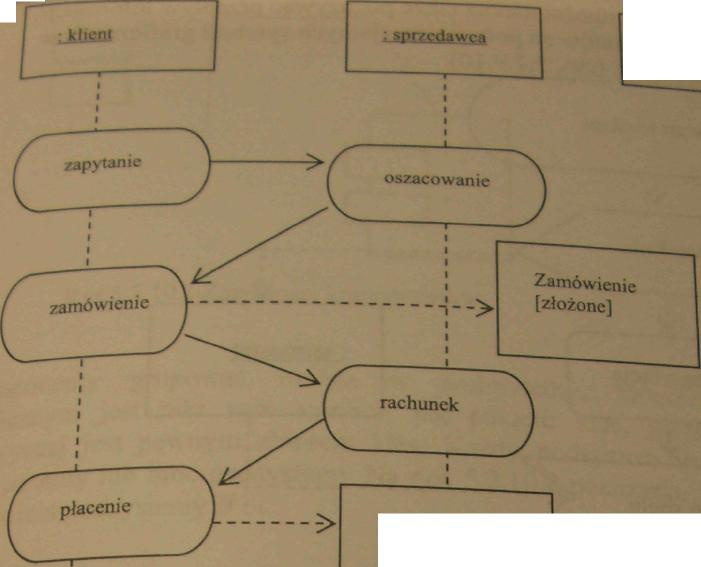 : klient
: sprzedawca
zapytanie
oszacowanie
Zamówienie
[złożone]
zamówienie
rachunek
płacenie